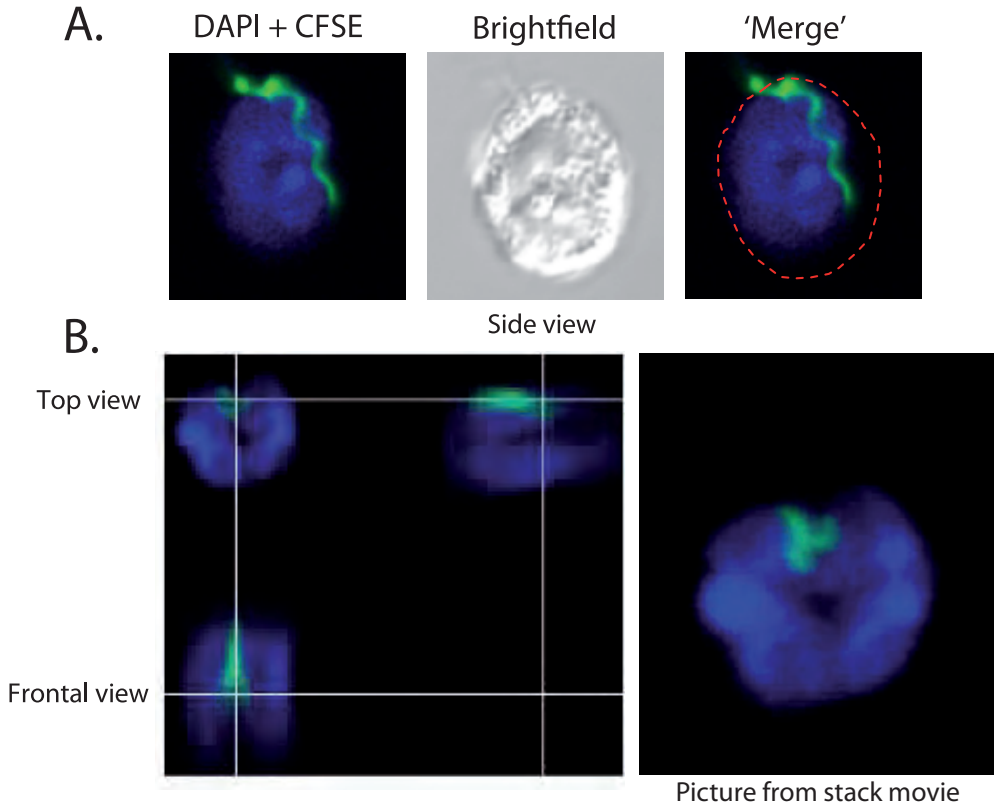 A.
DAPI + CFSE
Brightfield
'Merge'
Side view
B.
Top view
Frontal view
Picture from stack movie